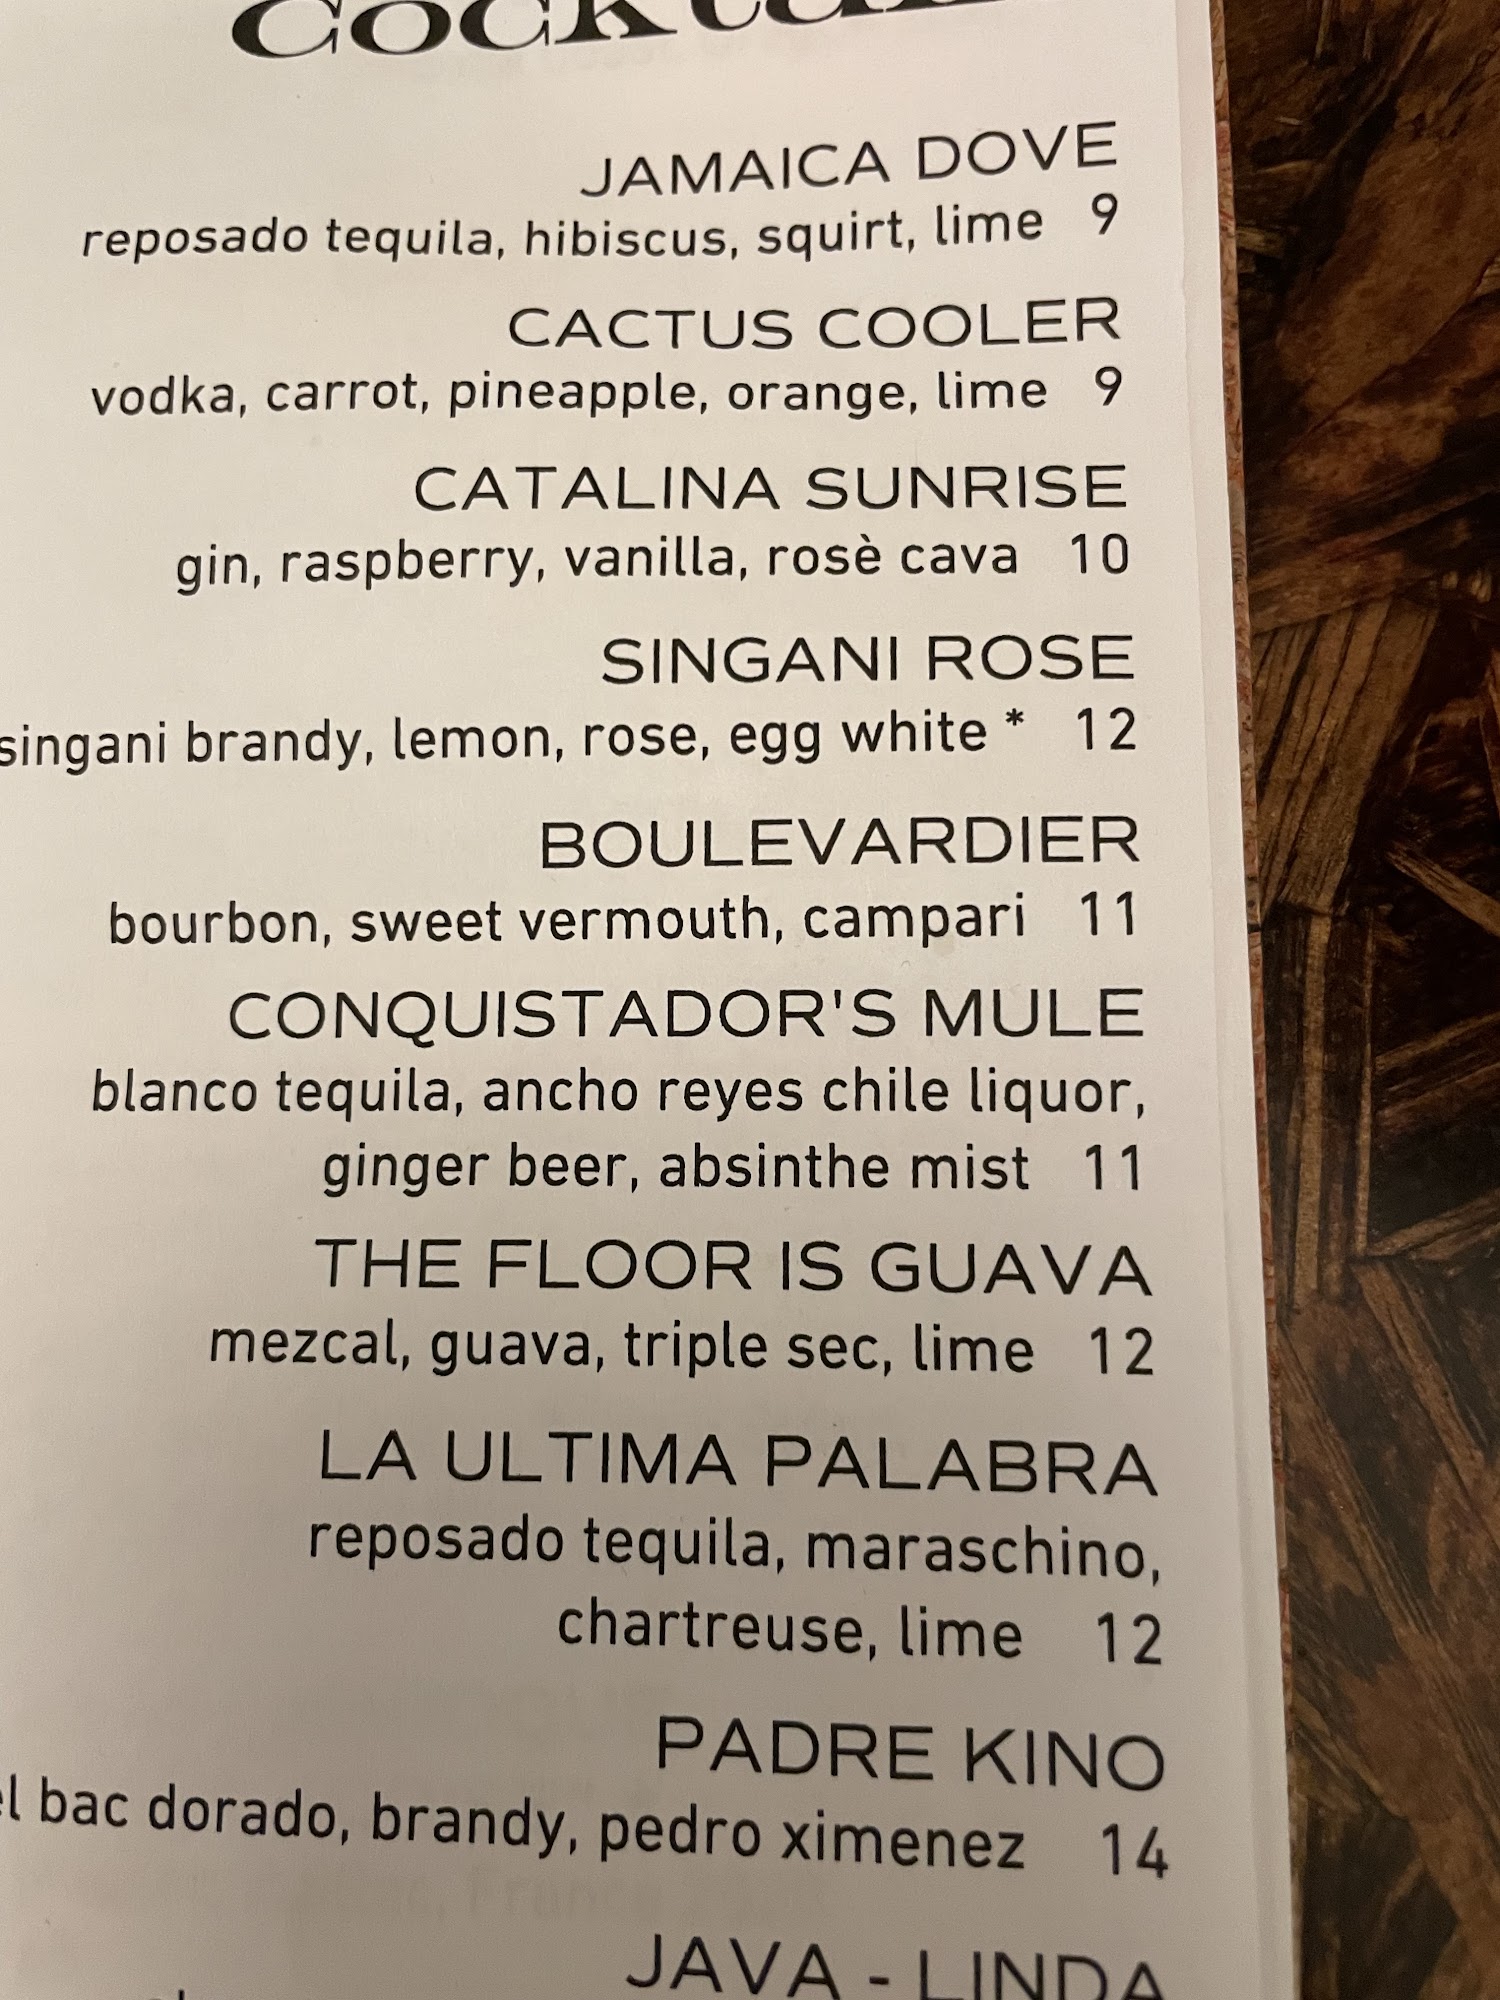 Cocktails
JAMAICA DOVE
reposado tequila, hibiscus, squirt, lime 9
CACTUS COOLER
vodka, carrot, pineapple, orange, lime 9
CATALINA SUNRISE
gin, raspberry, vanilla, rosè cava 10
SINGANI ROSE
singani brandy, lemon, rose, egg white * 12
BOULEVARDIER
bourbon, sweet vermouth, campari 11
CONQUISTADOR'S MULE
blanco tequila, ancho reyes chile liquor,
ginger beer, absinthe mist 11
THE FLOOR IS GUAVA
mezcal, guava, triple sec, lime 12
LA ULTIMA PALABRA
reposado tequila, maraschino,
chartreuse, lime 12
PADRE KINO
bac dorado, brandy, pedro ximenez 14
JAVA - LINDA